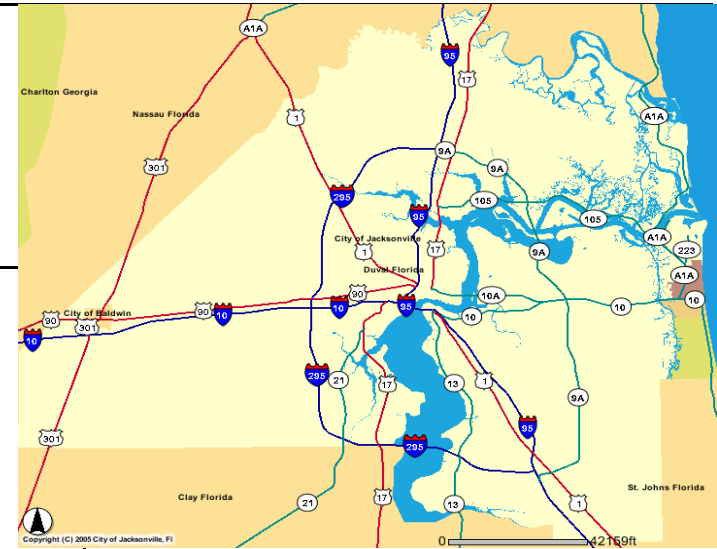 A1A
95
17
Charlton Georgia
Nassau Florida
1
A1A
301
9A
9A
295
105
95
105
City of Jacksonville
A1A
1
17
9A
223
Duval Florida
A1A
90
10A
10
90
City of Baldwin
10
10
95
10
10
301
10
295
21
17
13
1
9A
95
301
295
St. Johns Florida
Clay Florida
17
21
13
1
Copyright (C) 2005 City of Jacksonville, Fl
0 42159ft